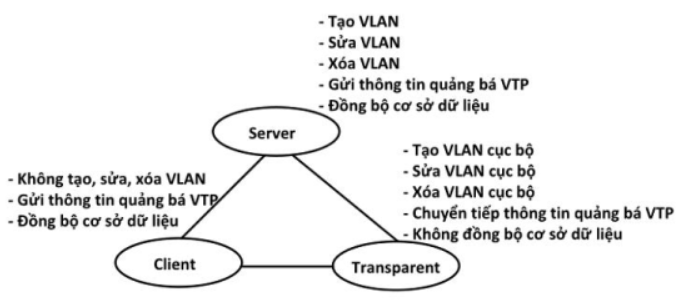 - Tạo VLAN
- Sửa VLAN
- Xóa VLAN
- Gửi thông tin quảng bá VTP
- Đồng bộ cơ sở dữ liệu
Server
- Không tạo, sửa, xóa VLAN
- Gửi thông tin quảng bá VTP
- Đồng bộ cơ sở dữ liệu
Client
- Tạo VLAN cục bộ
- Sửa VLAN cục bộ
- Xóa VLAN cục bộ
- Chuyển tiếp thông tin quảng bá VTP
- Không đồng bộ cơ sở dữ liệu
Transparent